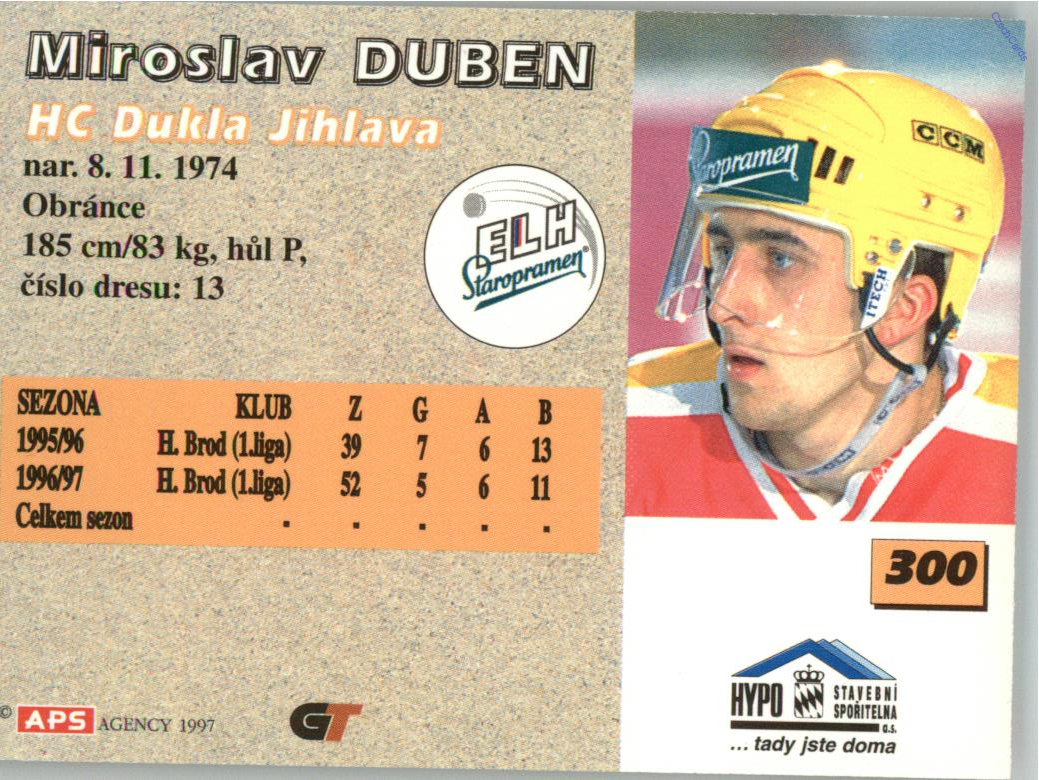 Miroslav DUBEN
HC Dukla Jihlava
nar. 8. 11. 1974
Obránce
185 cm/83 kg, hůl P,
číslo dresu: 13
ELH
Staropramen®
SEZONA KLUB Z G A B
1995/96 H. Brod (1.liga) 39 7 6 13
1996/97 H. Brod (1.liga) 52 5 6 11
Celkem sezon - - - - -
© APS AGENCY 1997
GT
CzechCards
Staropramen
CCM
ITECH
300
HYPO STAVEBNÍ
SPOŘITELNA
a.s.
... tady jste doma